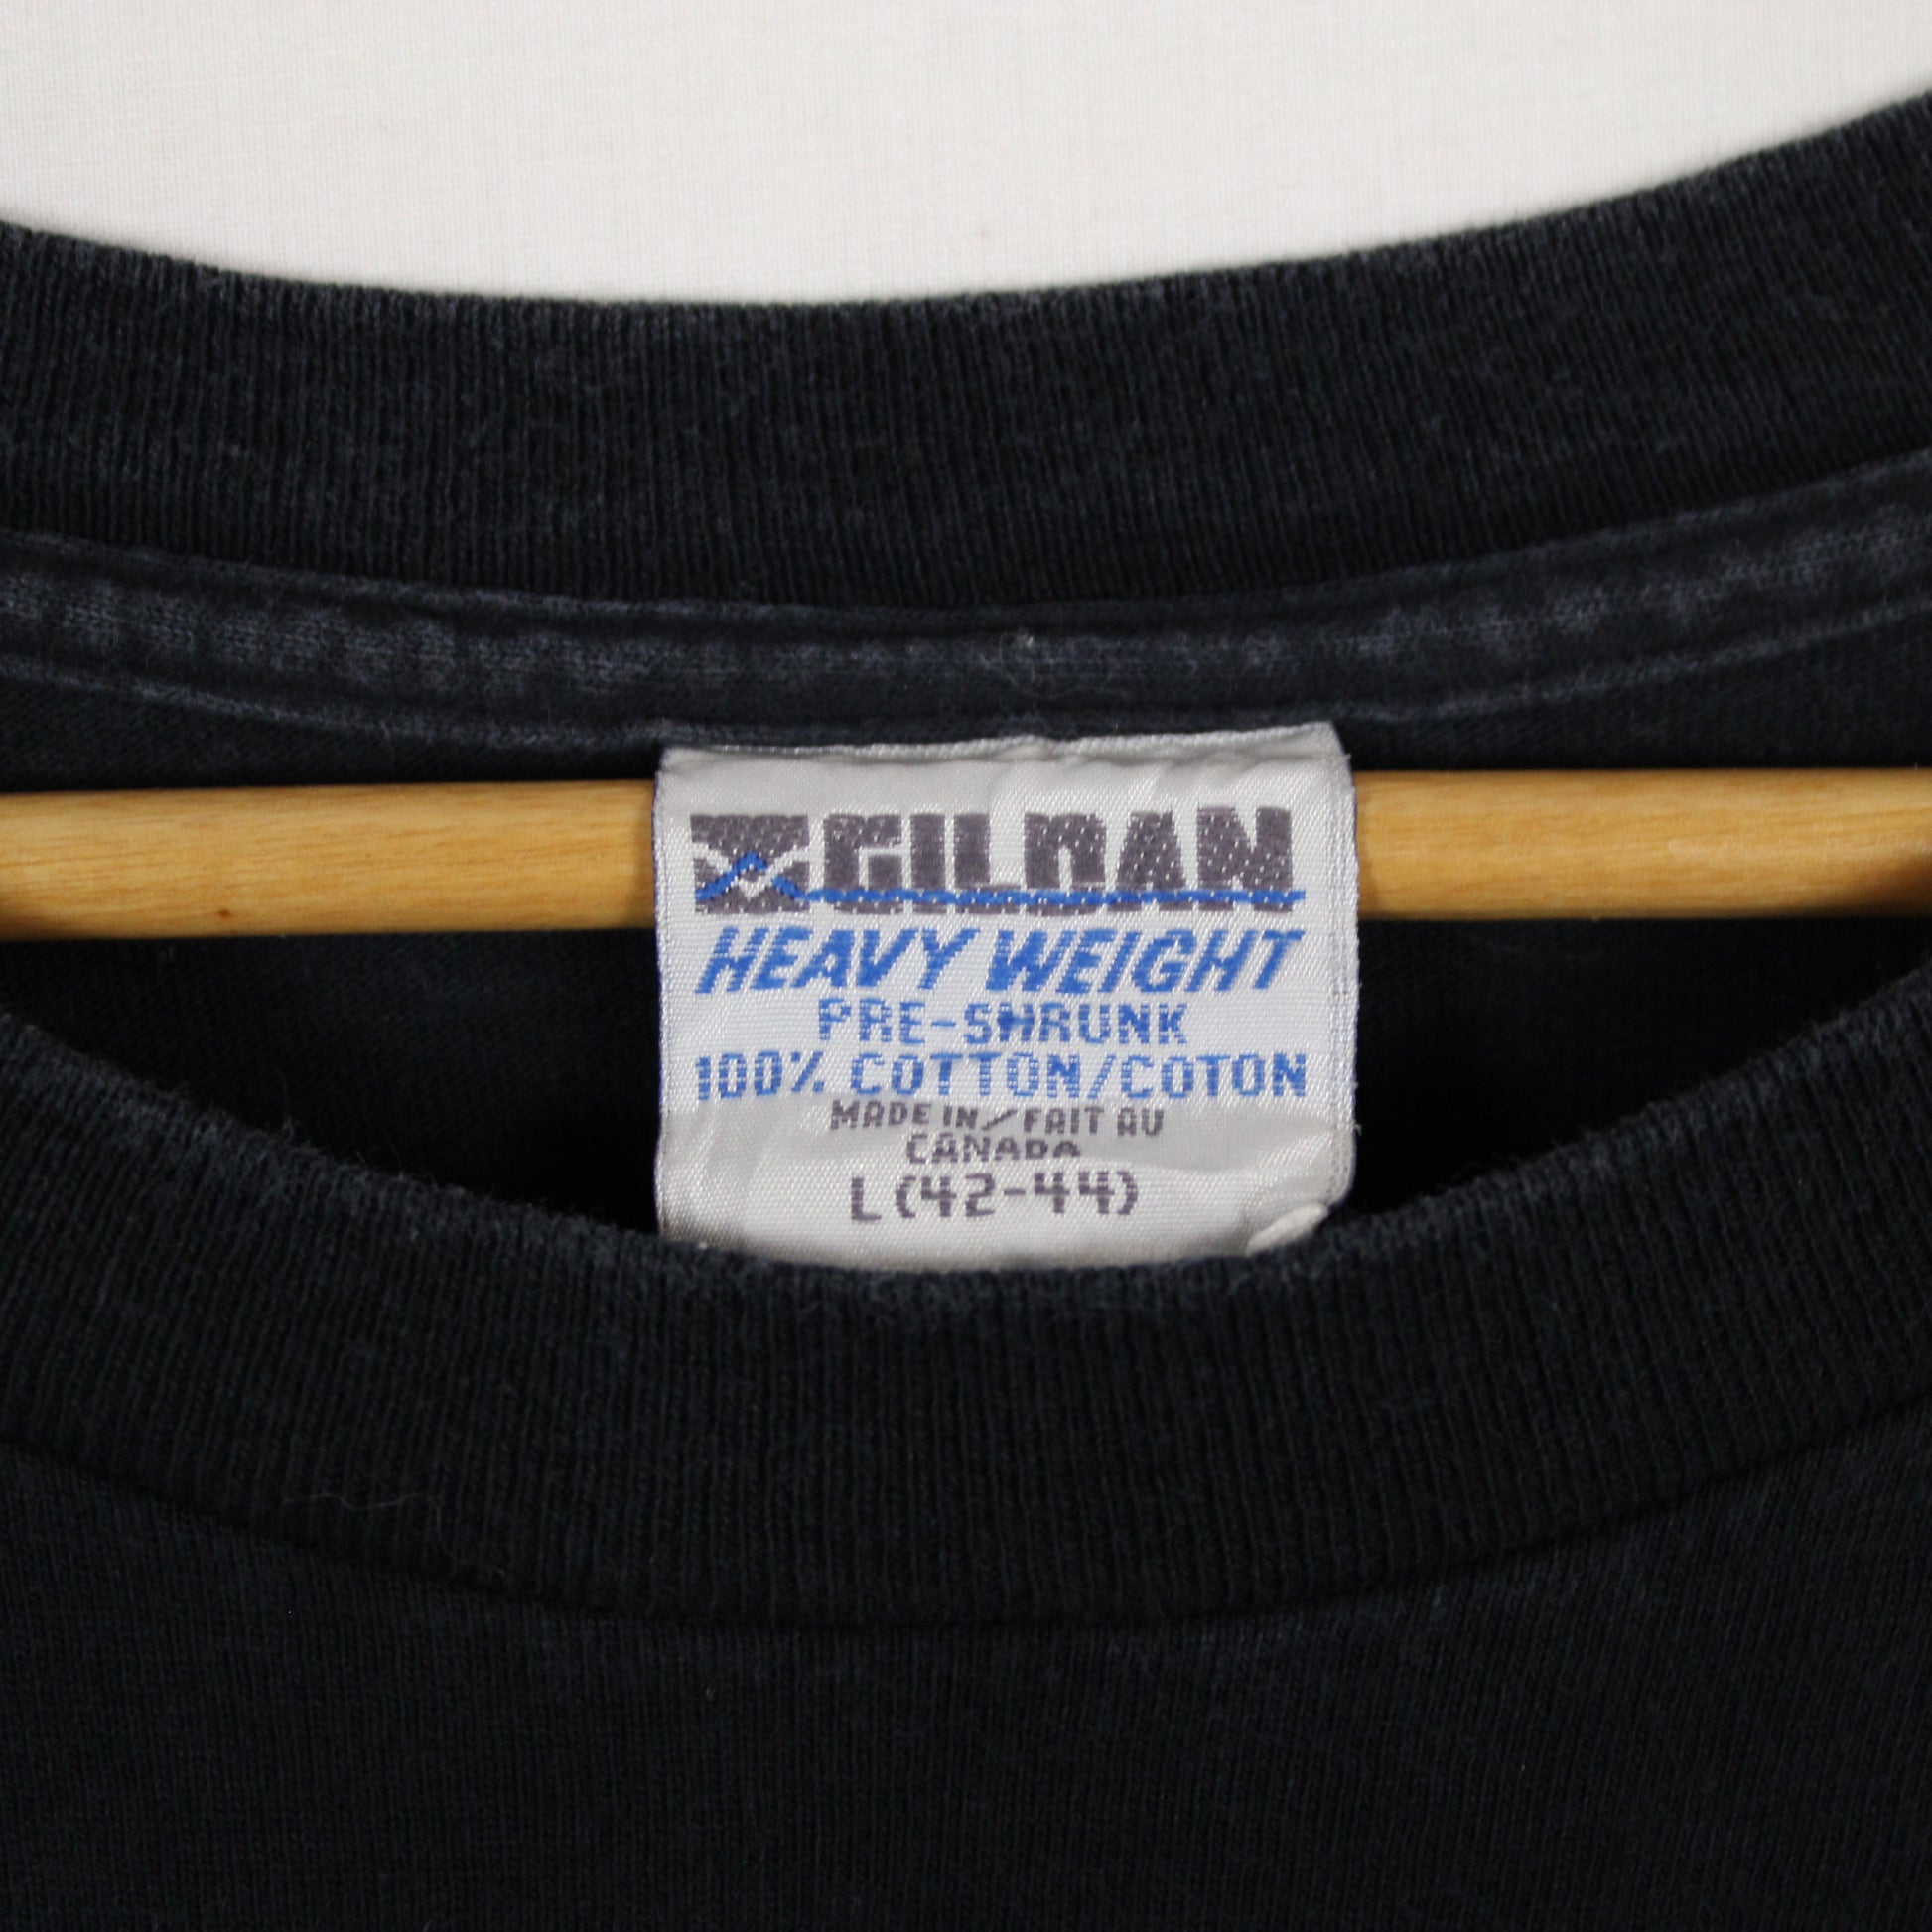 GILDAN
HEAVY WEIGHT
PRE-SHRUNK
100% COTTON/COTON
MADE IN/FAIT AU
CANADA
L (42-44)